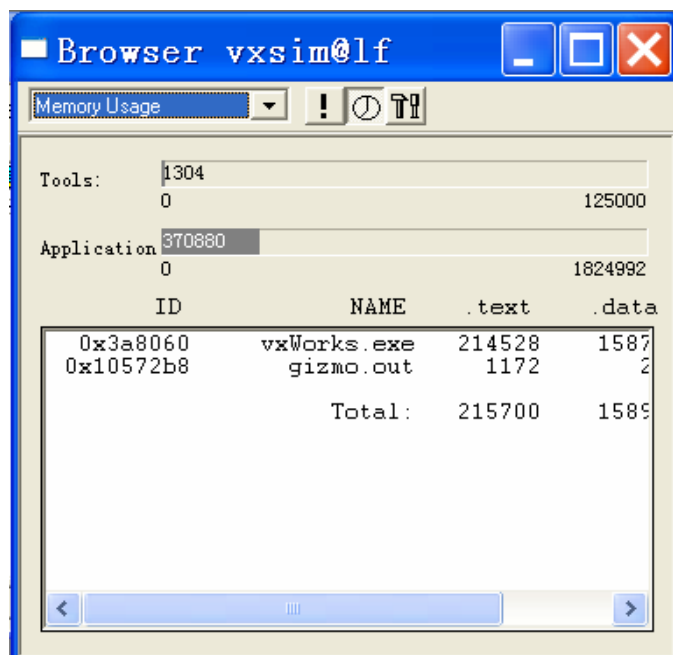 Browser vxsim@lf
Memory Usage
Tools: 1304
0 125000
Application 370880
0 1824992
ID NAME .text .data
0x3a8060 vxWorks.exe 214528 1587
0x10572b8 gizmo.out 1172 2
Total: 215700 1589